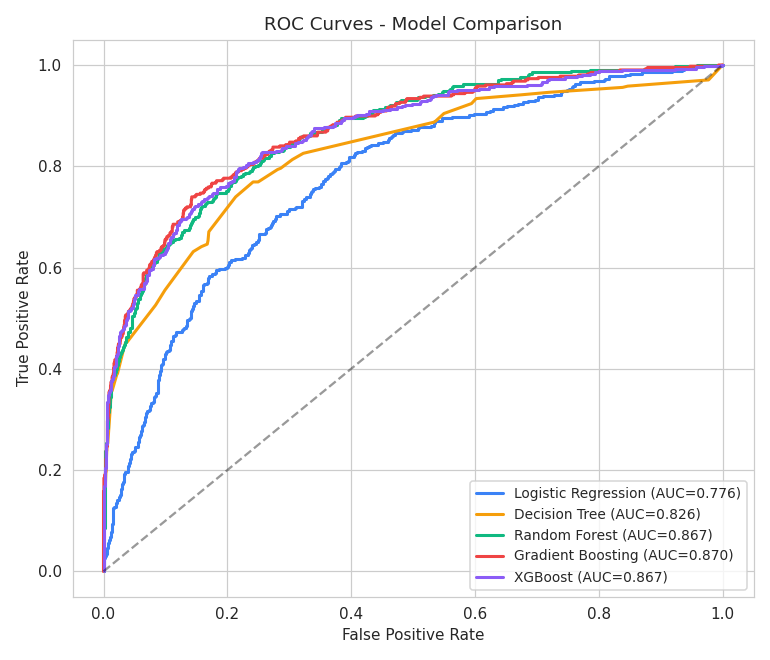 ROC Curves - Model Comparison
True Positive Rate
1.0
0.8
0.6
0.4
0.2
0.0
0.0 0.2 0.4 0.6 0.8 1.0
False Positive Rate
Logistic Regression (AUC=0.776)
Decision Tree (AUC=0.826)
Random Forest (AUC=0.867)
Gradient Boosting (AUC=0.870)
XGBoost (AUC=0.867)